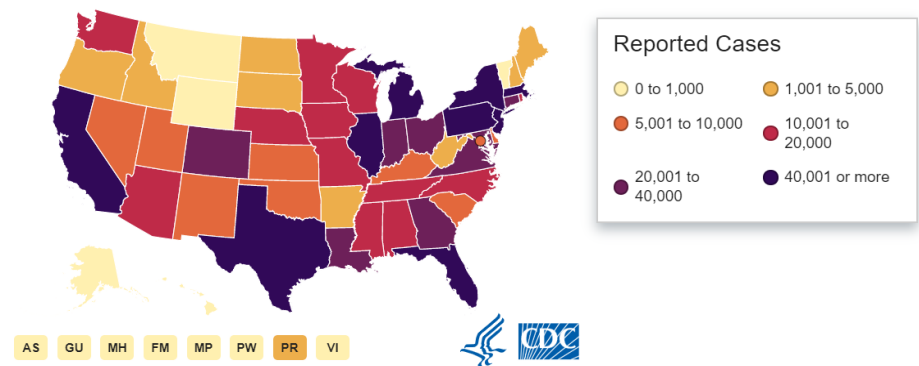 Reported Cases
0 to 1,000
1,001 to 5,000
5,001 to 10,000
10,001 to
20,000
20,001 to
40,000
40,001 or more
AS GU MH FM MP PW PR VI
CDC